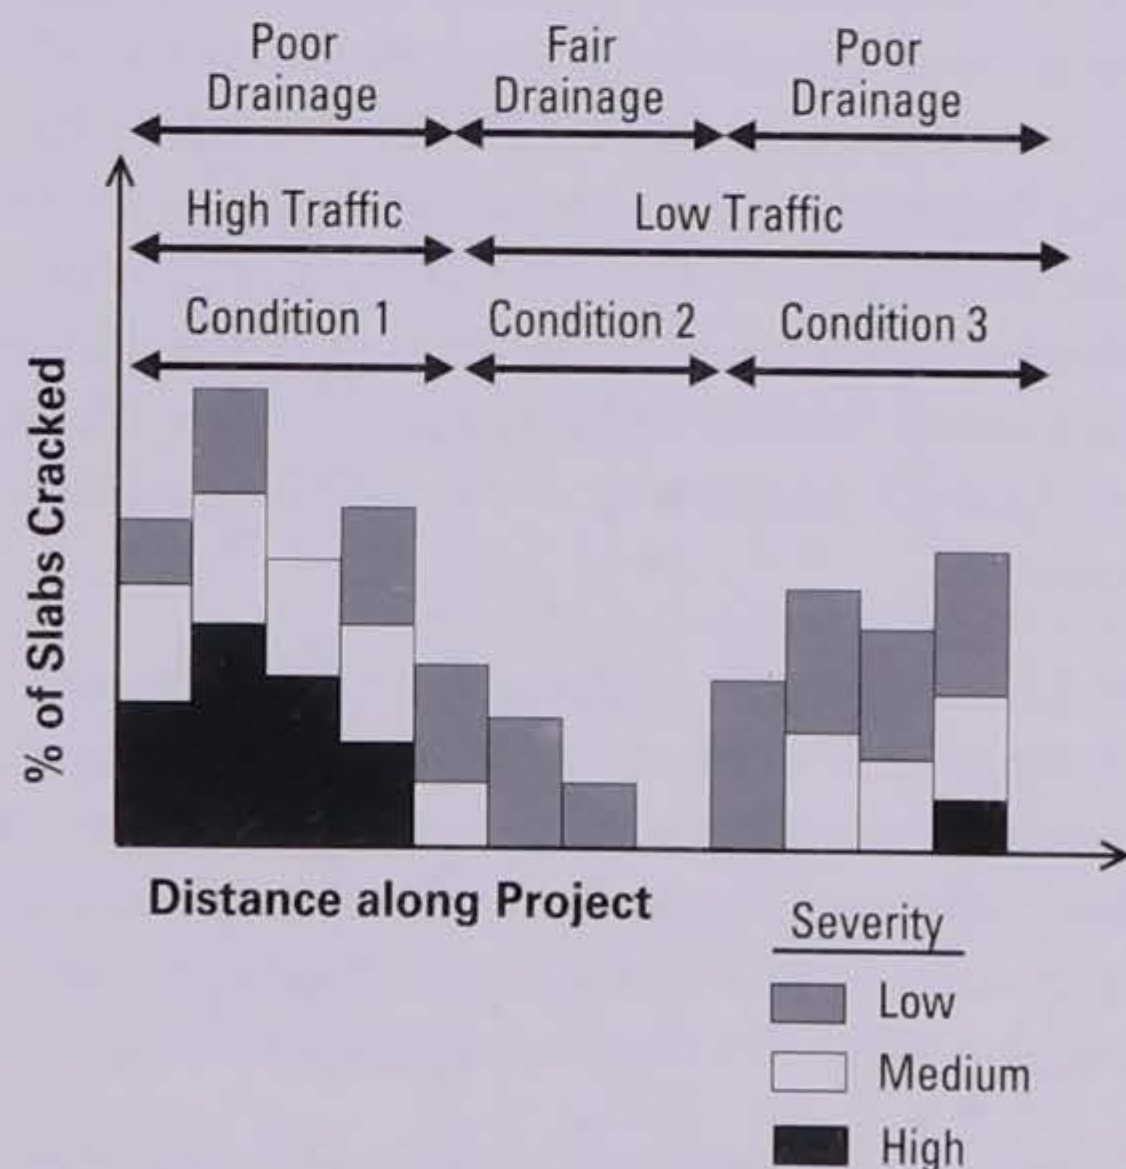 Poor
Drainage
Fair
Drainage
Poor
Drainage
High Traffic
Low Traffic
Condition 1
Condition 2
Condition 3
% of Slabs Cracked
Distance along Project
Severity
Low
Medium
High